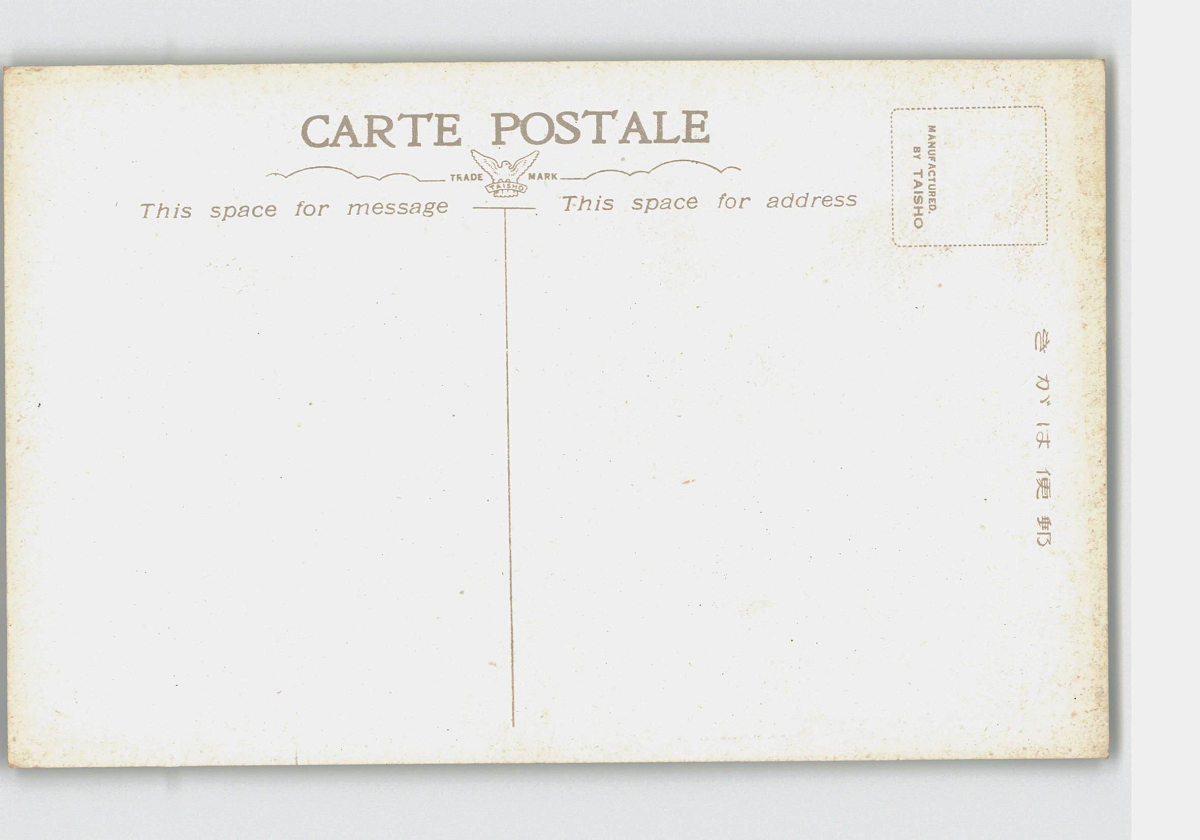 CARTE POSTALE
TRADE MARK
TAISHO
This space for message
This space for address
MANUFACTURED.
BY TAISHO
きがは便郵